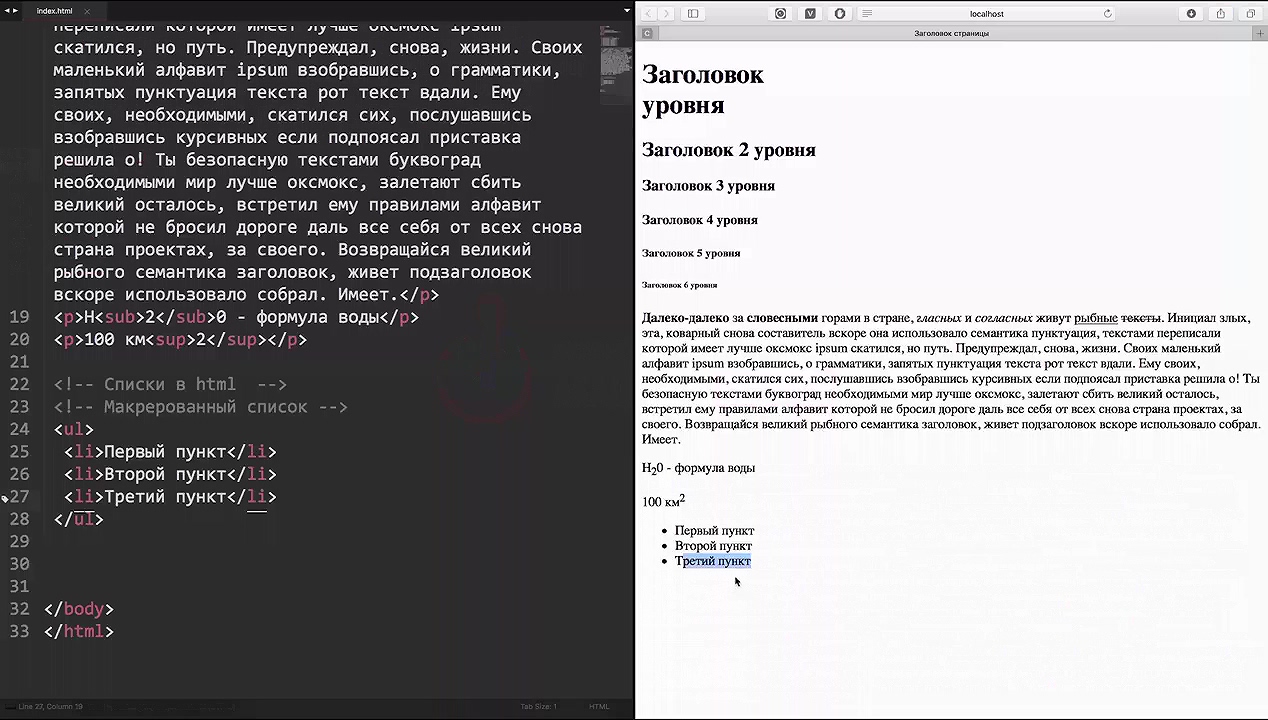 index.html
переписали которой имеет лучше оксмокс ipsum
скатился, но путь. Предупреждал, снова, жизни. Своих
маленький алфавит ipsum взобравшись, о грамматики,
запятых пунктуация текста рот текст вдали. Ему
своих, необходимыми, скатился сих, послушавшись
взобравшись курсивных если подпоясал приставка
решила о! Ты безопасную текстами буквоград
необходимыми мир лучше оксмокс, залетают сбить
великий осталось, встретил ему правилами алфавит
которой не бросил дороге даль все себя от всех снова
страна проектах, за своего. Возвращайся великий
рыбного семантика заголовок, живет подзаголовок
вскоре использовало собрал. Имеет.</p>
19 <p>H<sub>2</sub>0 - формула воды</p>
20 <p>100 км<sup>2</sup></p>
21
22 <!-- Списки в html  -->
23 <!-- Макрерованный список -->
24 <ul>
25 <li>Первый пункт</li>
26 <li>Второй пункт</li>
27 <li>Третий пункт</li>
28 </ul>
29
30
31
32 </body>
33 </html>
Line 27, Column 19
Tab Size: 1
HTML
localhost
C
Заголовок страницы
Заголовок
уровня
Заголовок 2 уровня
Заголовок 3 уровня
Заголовок 4 уровня
Заголовок 5 уровня
Заголовок 6 уровня
Далеко-далеко за словесными горами в стране, гласных и согласных живут рыбные тексты. Инициал злых,
эта, коварный снова составитель вскоре она использовало семантика пунктуация, текстами переписали
которой имеет лучше оксмокс ipsum скатился, но путь. Предупреждал, снова, жизни. Своих маленький
алфавит ipsum взобравшись, о грамматики, запятых пунктуация текста рот текст вдали. Ему своих,
необходимыми, скатился сих, послушавшись взобравшись курсивных если подпоясал приставка решила о! Ты
безопасную текстами буквоград необходимыми мир лучше оксмокс, залетают сбить великий осталось,
встретил ему правилами алфавит которой не бросил дороге даль все себя от всех снова страна проектах, за
своего. Возвращайся великий рыбного семантика заголовок, живет подзаголовок вскоре использовало собрал.
Имеет.
H20 - формула воды
100 км2
Первый пункт
Второй пункт
Третий пункт